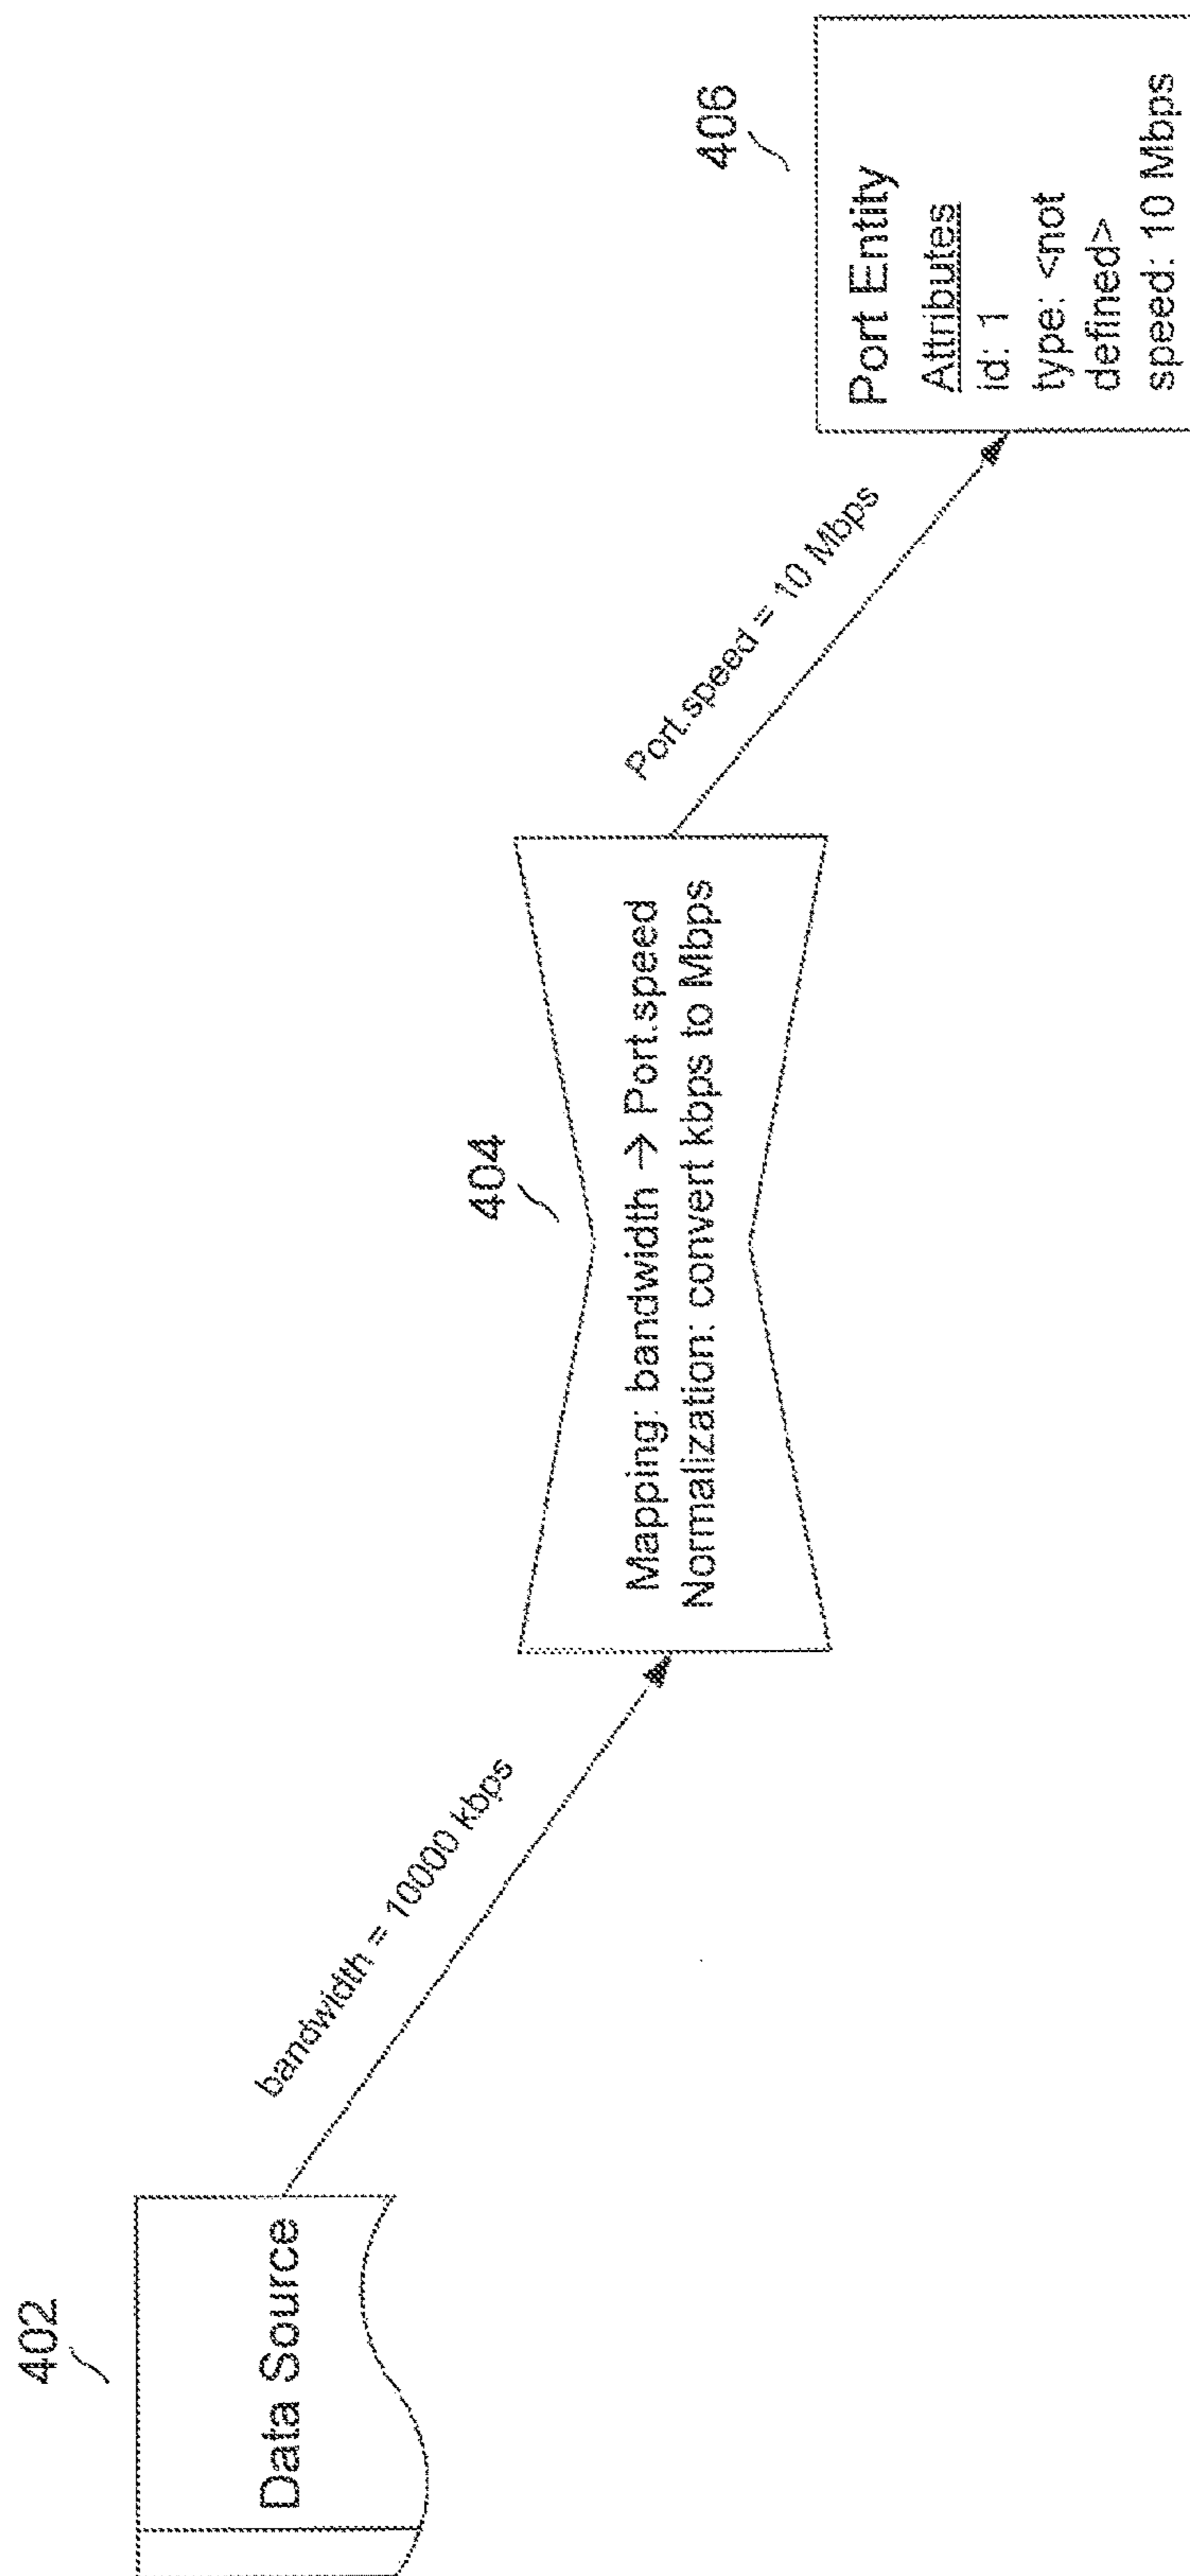 402
Data Source
bandwidth = 10000 kbps
404
Mapping: bandwidth → Port.speed
Normalization: convert kbps to Mbps
Port.speed = 10 Mbps
406
Port Entity
Attributes
id: 1
type: <not
defined>
speed: 10 Mbps